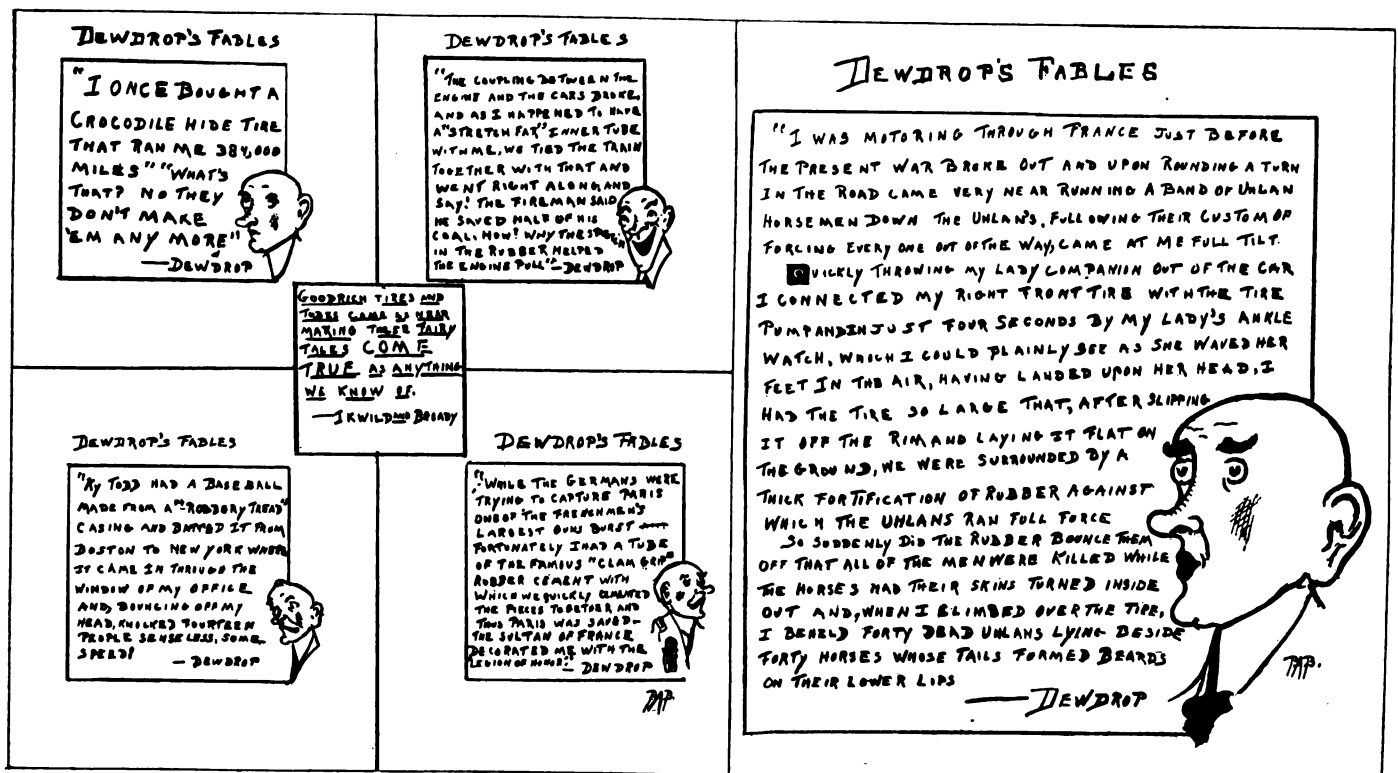 DEWDROP'S FABLES
"I ONCE BOUGHT A
CROCODILE HIDE TIRE
THAT RAN ME 384,000
MILES" "WHAT'S
THAT? NO THEY
DON'T MAKE
'EM ANY MORE"
—DEWDROP
DEWDROP'S FABLES
"THE COUPLING BETWEEN THE
ENGINE AND THE CARS BROKE,
AND AS I HAPPENED TO HAVE
A "STRETCH FAR" INNER TUBE
WITH ME, WE TIED THE TRAIN
TOGETHER WITH THAT AND
WENT RIGHT ALONG AND
SAY! THE FIREMAN SAID
HE SAVED HALF OF HIS
COAL. HOW? WHY THE STRETCH
IN THE RUBBER HELPED
THE ENGINE PULL" —DEWDROP
GOODRICH TIRES AND
TUBES COME AS NEAR
MAKING THESE FAIRY
TALES COME
TRUE AS ANYTHING
WE KNOW OF.
—IKWILD AND BROADY
DEWDROP'S FABLES
"KY TODD HAD A BASEBALL
MADE FROM A "ROBBORY TREAD"
CASING AND BATTED IT FROM
BOSTON TO NEW YORK WHERE
IT CAME IN THROUGH THE
WINDOW OF MY OFFICE
AND, BOUNCING OFF MY
HEAD, KNOCKED FOURTEEN
PEOPLE SENSELESS, SOME
SPEED!
—DEWDROP
DEWDROP'S FABLES
"WHILE THE GERMANS WERE
TRYING TO CAPTURE PARIS
ONE OF THE FRENCHMEN'S
LARGEST GUNS BURST
FORTUNATELY I HAD A TUBE
OF THE FAMOUS "CLAM GRIP"
RUBBER CEMENT WITH
WHICH WE QUICKLY CEMENTED
THE PIECES TOGETHER AND
THUS PARIS WAS SAVED—
THE SULTAN OF FRANCE
DECORATED ME WITH THE
LEGION OF HONOR." —DEWDROP
PAP.
DEWDROP'S FABLES
"I WAS MOTORING THROUGH FRANCE JUST BEFORE
THE PRESENT WAR BROKE OUT AND UPON ROUNDING A TURN
IN THE ROAD CAME VERY NEAR RUNNING A BAND OF UHLAN
HORSEMEN DOWN THE UHLAN'S, FOLLOWING THEIR CUSTOM OF
FORCING EVERY ONE OUT OF THE WAY, CAME AT ME FULL TILT.
QUICKLY THROWING MY LADY COMPANION OUT OF THE CAR
I CONNECTED MY RIGHT FRONT TIRE WITH THE TIRE
PUMP AND IN JUST FOUR SECONDS BY MY LADY'S ANKLE
WATCH, WHICH I COULD PLAINLY SEE AS SHE WAVED HER
FEET IN THE AIR, HAVING LANDED UPON HER HEAD, I
HAD THE TIRE SO LARGE THAT, AFTER SLIPPING
IT OFF THE RIM AND LAYING IT FLAT ON
THE GROUND, WE WERE SURROUNDED BY A
THICK FORTIFICATION OF RUBBER AGAINST
WHICH THE UHLANS RAN FULL FORCE
SO SUDDENLY DID THE RUBBER BOUNCE THEM
OFF THAT ALL OF THE MEN WERE KILLED WHILE
THE HORSES HAD THEIR SKINS TURNED INSIDE
OUT AND, WHEN I CLIMBED OVER THE TIRE,
I BEHELD FORTY DEAD UHLANS LYING BESIDE
FORTY HORSES WHOSE TAILS FORMED BEARDS
ON THEIR LOWER LIPS
—DEWDROP
PAP.